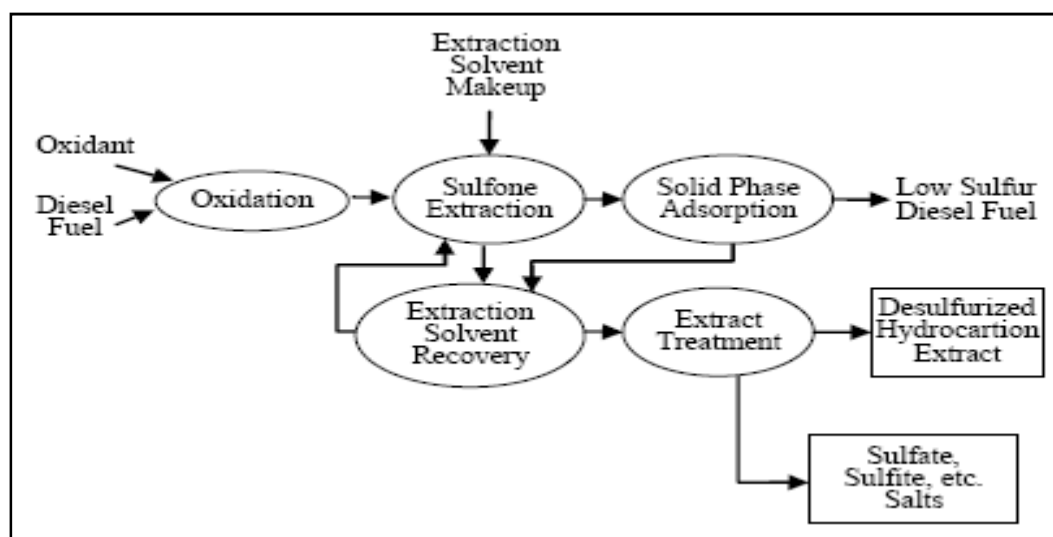 Extraction
Solvent
Makeup
Oxidant
Diesel
Fuel
Oxidation
Sulfone
Extraction
Solid Phase
Adsorption
Low Sulfur
Diesel Fuel
Extraction
Solvent
Recovery
Extract
Treatment
Desulfurized
Hydrocartion
Extract
Sulfate,
Sulfite, etc.
Salts